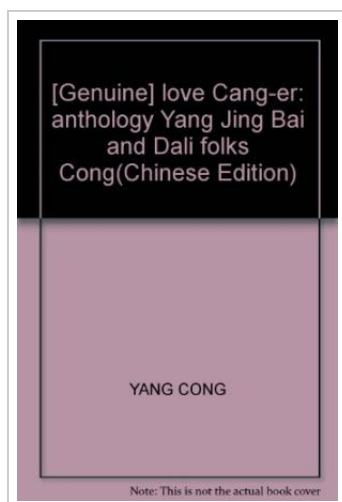 [Genuine] love Cang-er:
anthology Yang Jing Bai
and Dali folks
Cong(Chinese Edition)
YANG CONG
Note: This is not the actual book cover